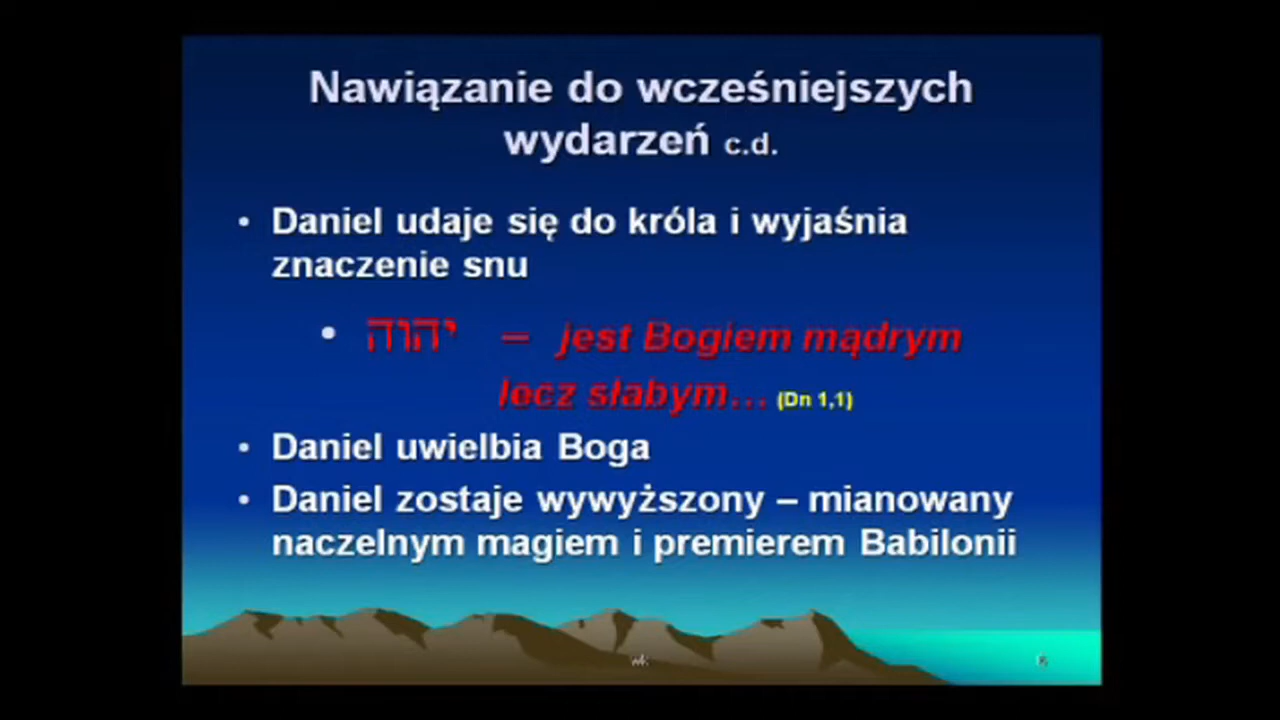 Nawiązanie do wcześniejszych
wydarzeń c.d.
• Daniel udaje się do króla i wyjaśnia
znaczenie snu
• יהוה – jest Bogiem mądrym
lecz słabym... (Dn 1,1)
• Daniel uwielbia Boga
• Daniel zostaje wywyższony – mianowany
naczelnym magiem i premierem Babilonii
wk